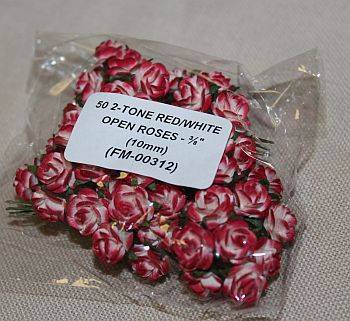 50 2-TONE RED/WHITE
OPEN ROSES - ⅜"
(10mm)
(FM-00312)